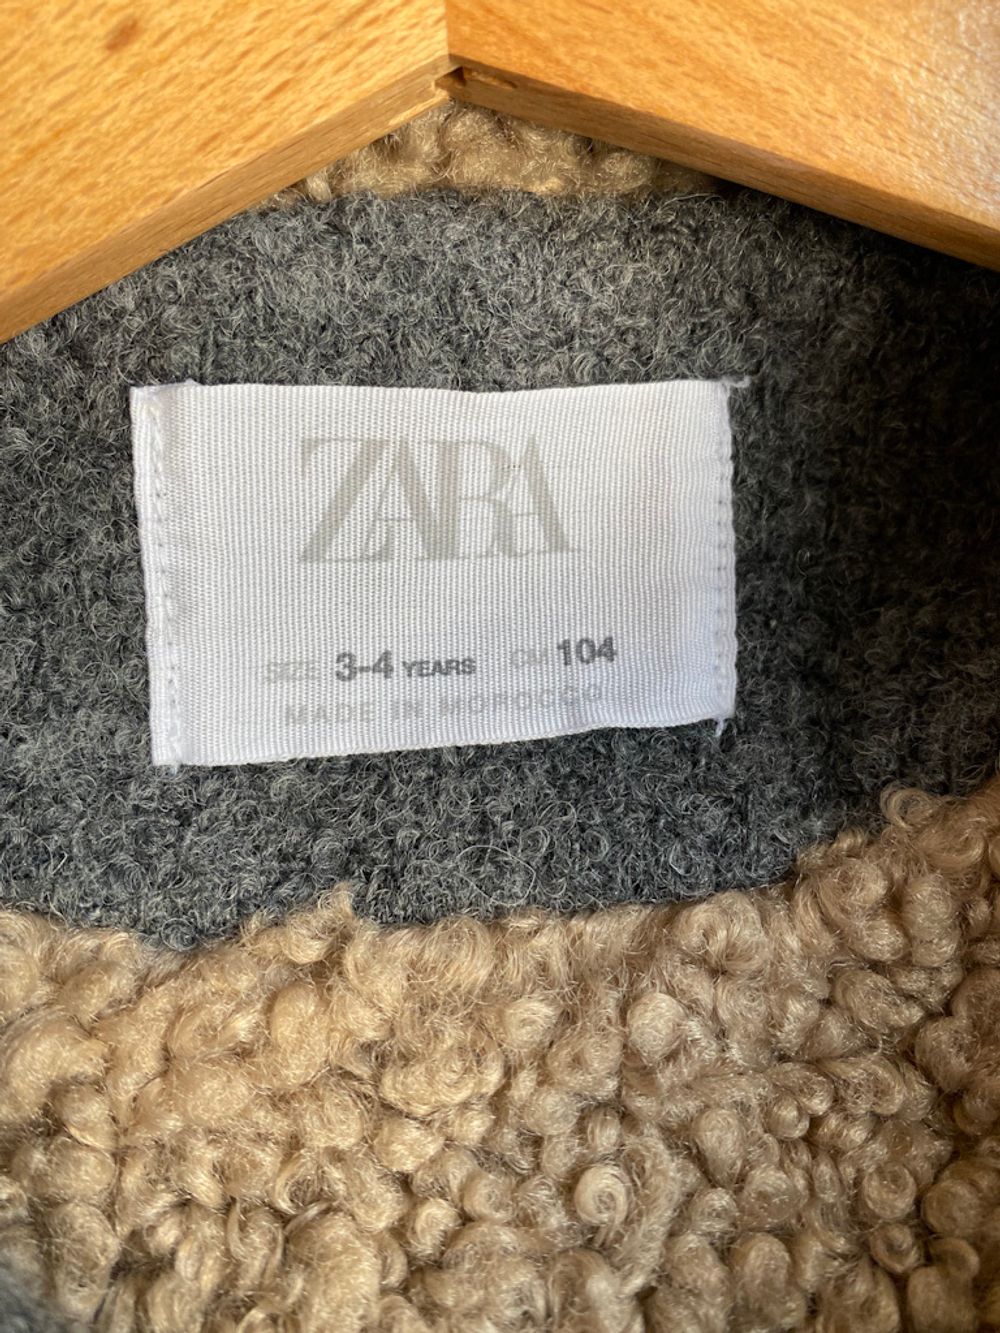 ZARA
SIZE 3-4 YEARS CM 104
MADE IN MOROCCO